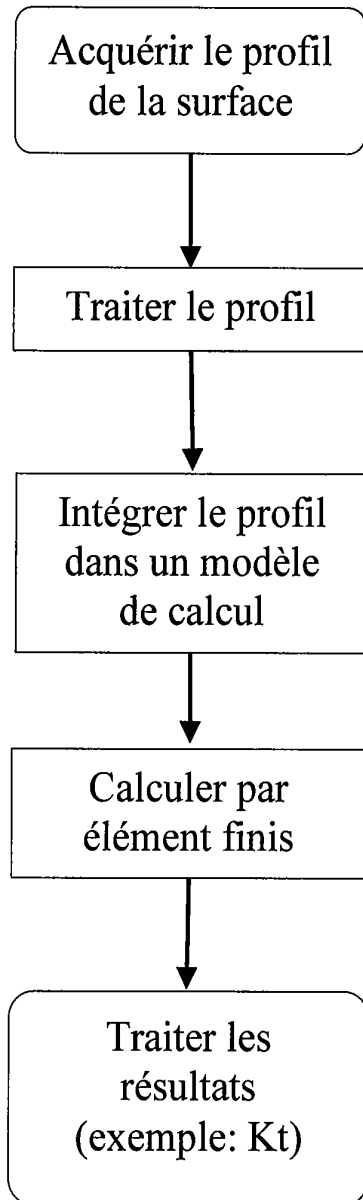 Acquérir le profil
de la surface
Traiter le profil
Intégrer le profil
dans un modèle
de calcul
Calculer par
élément finis
Traiter les
résultats
(exemple: Kt)